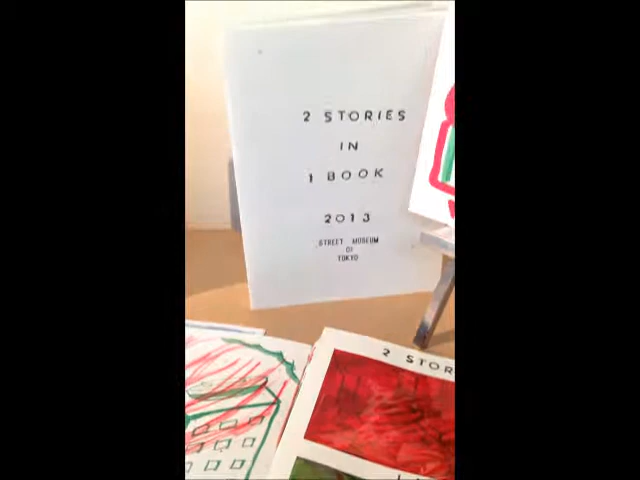 2 STORIES
IN
1 BOOK
2013
STREET MUSEUM
OF
TOKYO
2 STOR